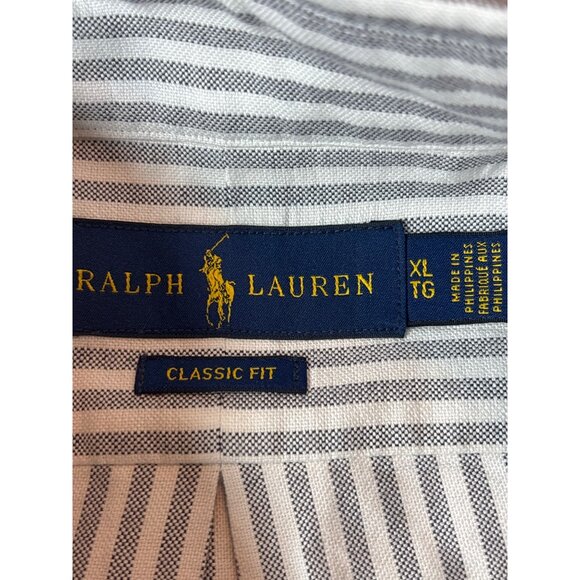 RALPH LAUREN
XL
TG
MADE IN
PHILIPPINES
FABRIQUÉ AUX
PHILIPPINES
CLASSIC FIT